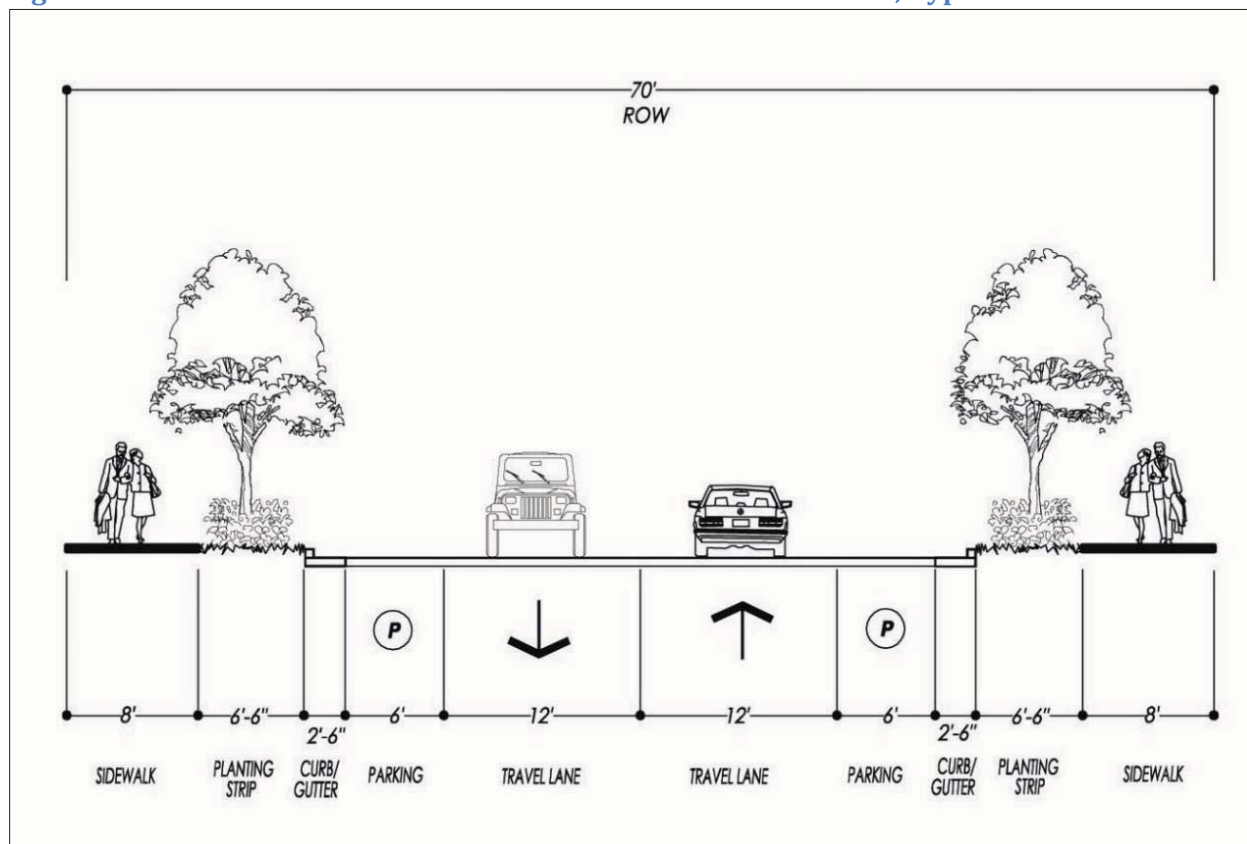 70'
ROW
P
P
8'
6'-6"
2'-6"
6'
12'
12'
6'
2'-6"
6'-6"
8'
SIDEWALK
PLANTING
STRIP
CURB/
GUTTER
PARKING
TRAVEL LANE
TRAVEL LANE
PARKING
CURB/
GUTTER
PLANTING
STRIP
SIDEWALK